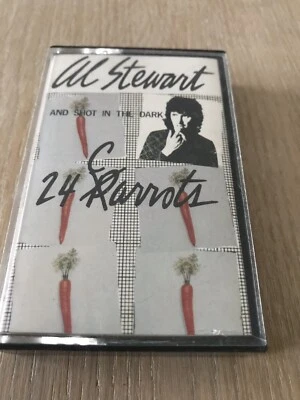 Al Stewart
AND SHOT IN THE DARK
24 Carrots